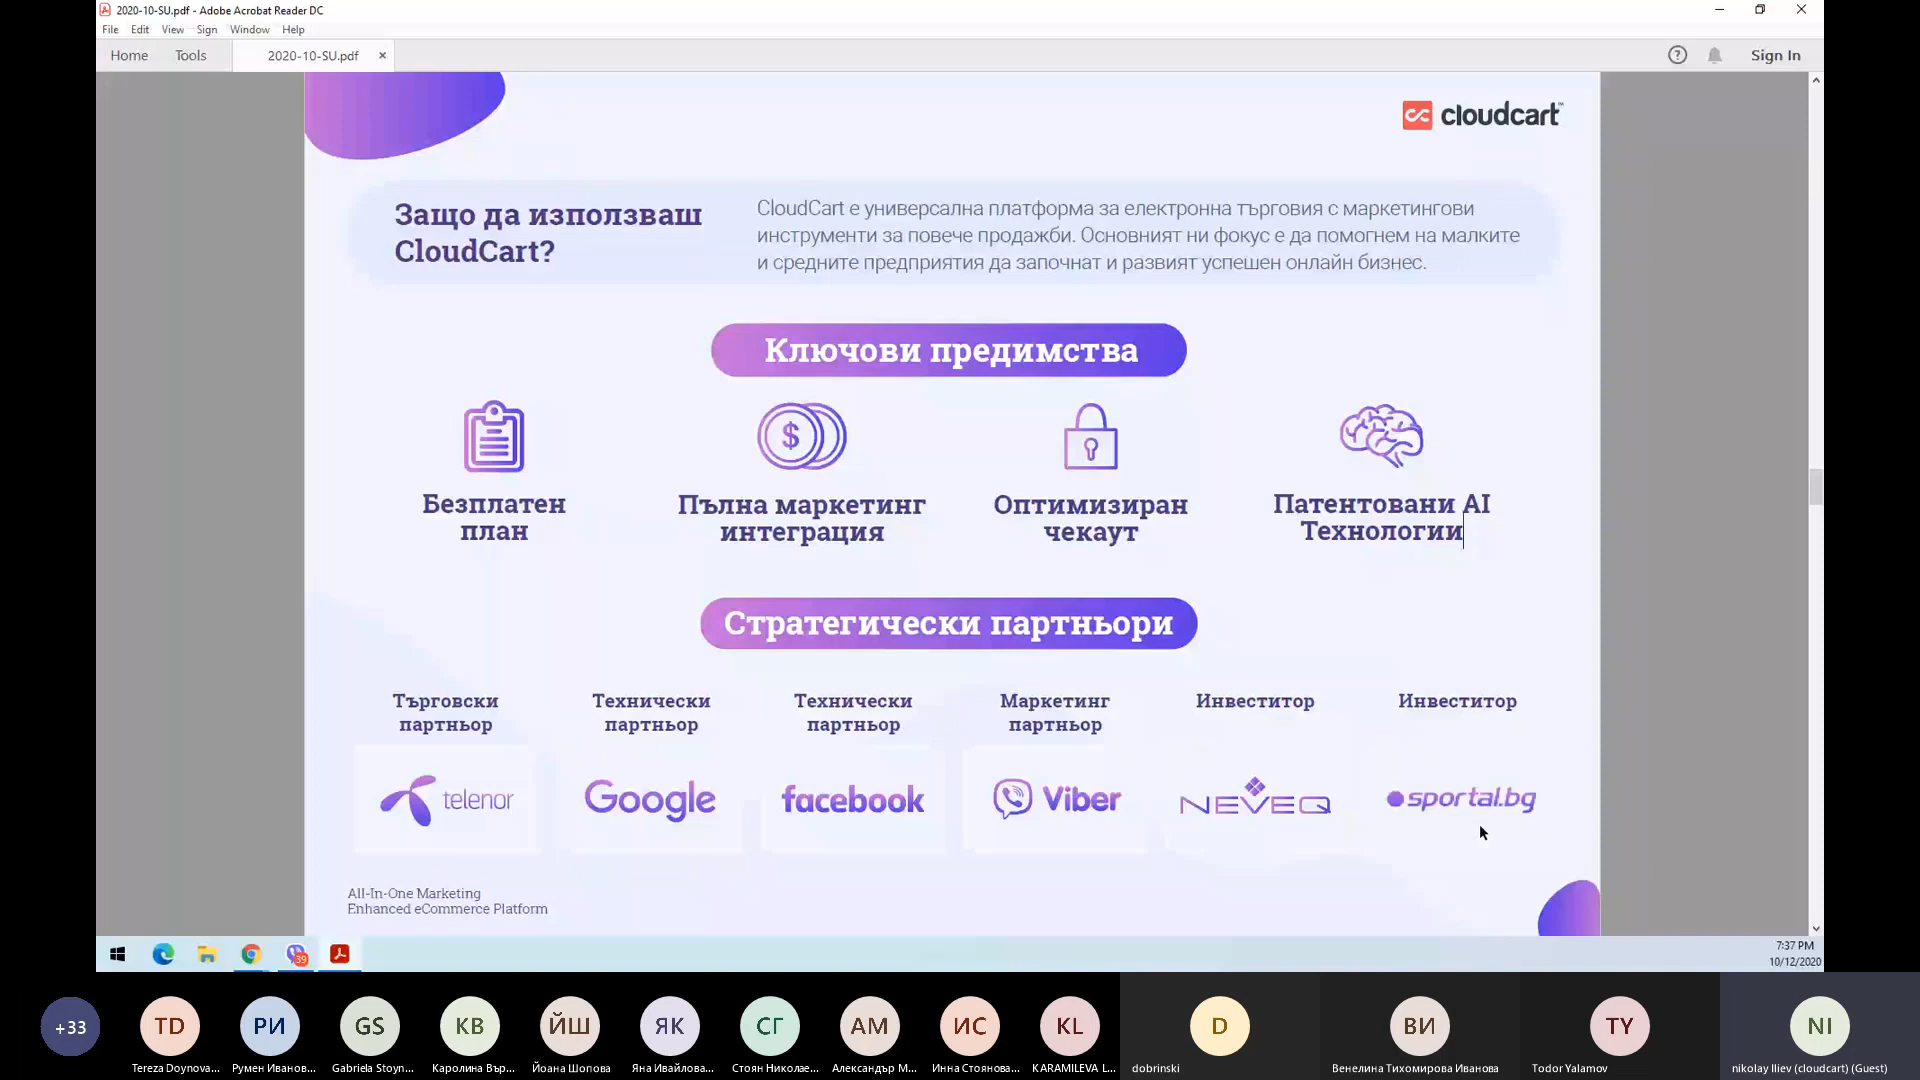 2020-10-SU.pdf - Adobe Acrobat Reader DC
File Edit View Sign Window Help
Home Tools 2020-10-SU.pdf × Sign In
cloudcart™
Защо да използваш
CloudCart?
CloudCart е универсална платформа за електронна търговия с маркетингови
инструменти за повече продажби. Основният ни фокус е да помогнем на малките
и средните предприятия да започнат и развият успешен онлайн бизнес.
Ключови предимства
Безплатен
план
Пълна маркетинг
интеграция
Оптимизиран
чекаут
Патентовани AI
Технологии
Стратегически партньори
Търговски
партньор
Технически
партньор
Технически
партньор
Маркетинг
партньор
Инвеститор
Инвеститор
telenor
Google
facebook
Viber
NEVEQ
sportal.bg
All-In-One Marketing
Enhanced eCommerce Platform
39
7:37 PM
10/12/2020
+33 TD РИ GS КВ ЙШ ЯК СГ АМ ИС KL D ВИ TY NI
Tereza Doynova... Румен Иванов... Gabriela Stoyn... Каролина Вър... Йоана Шопова Яна Ивайлова... Стоян Николае... Александър М... Инна Стоянова... KARAMILEVA L... dobrinski Венелина Тихомирова Иванова Todor Yalamov nikolay Iliev (cloudcart) (Guest)